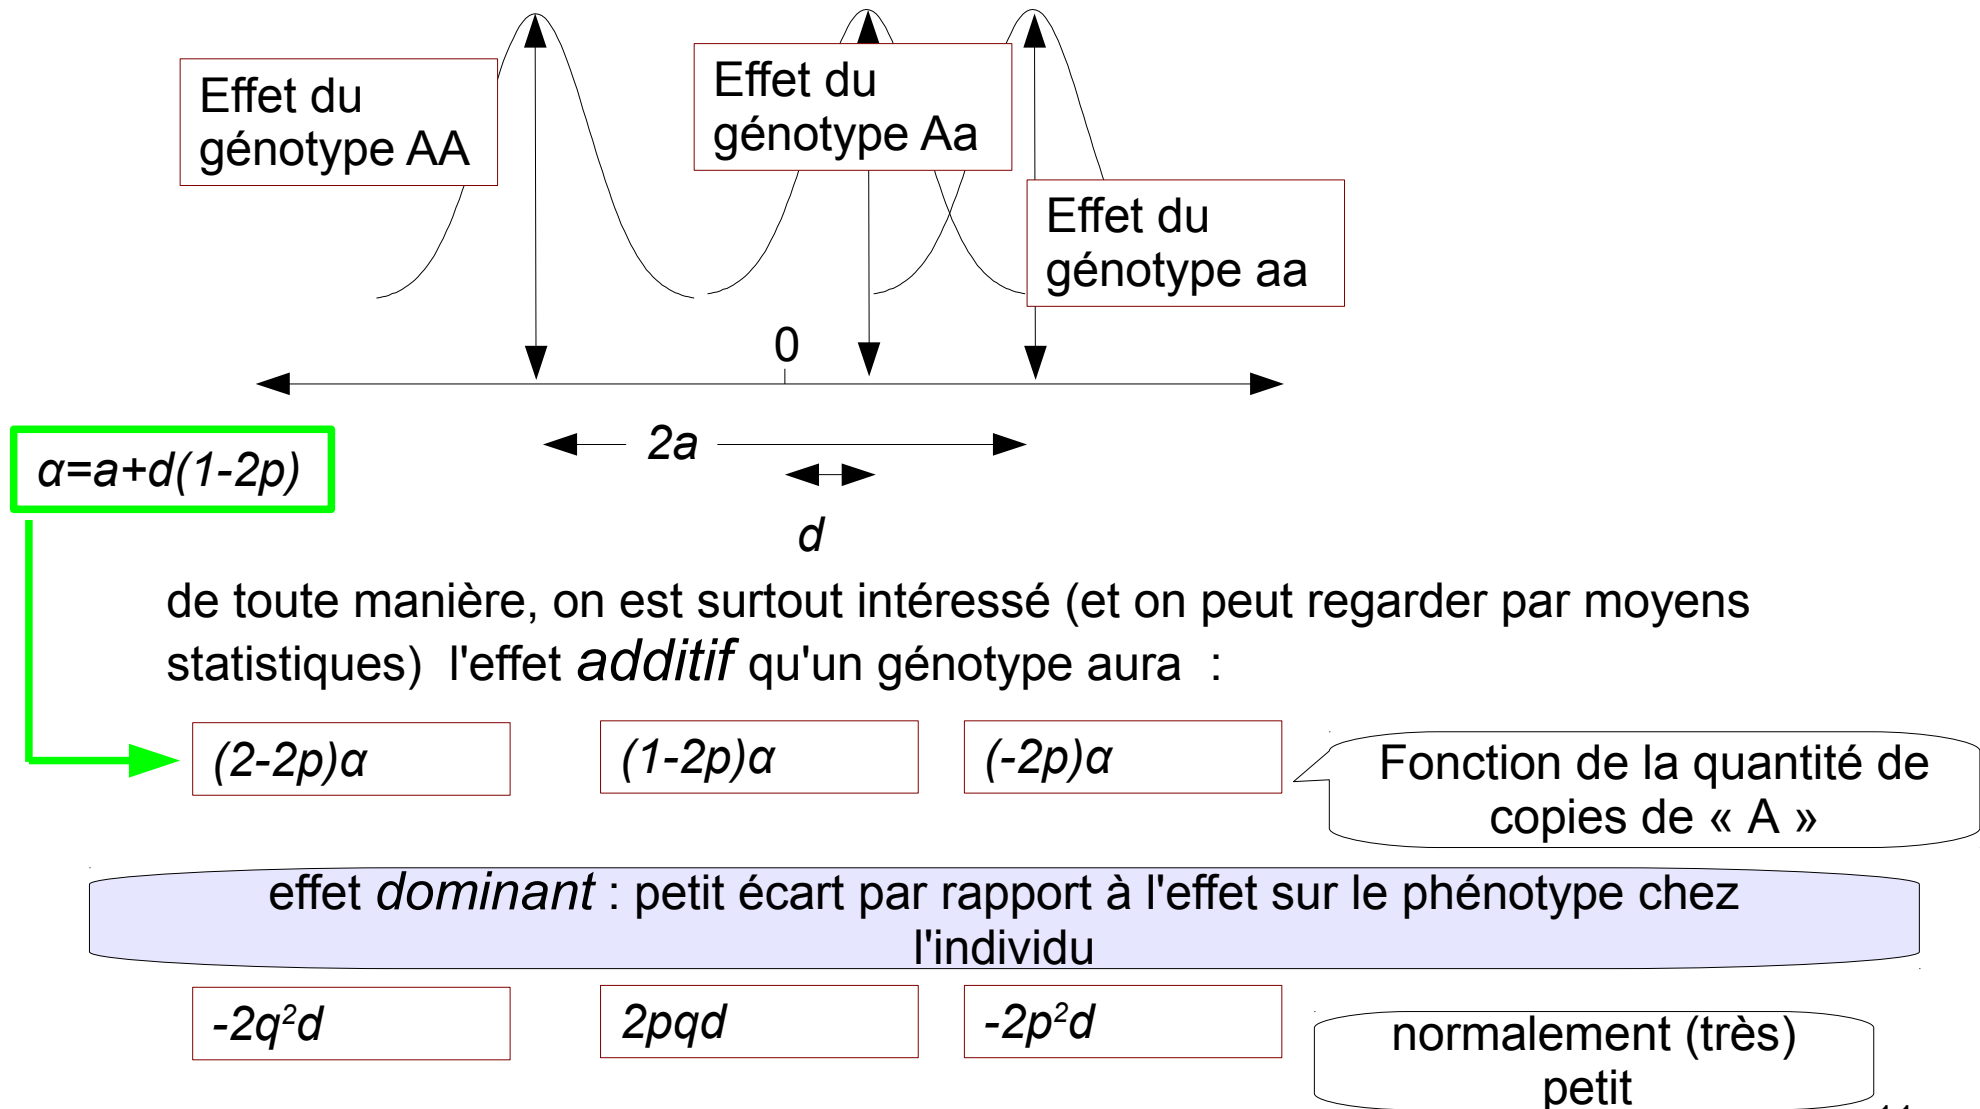 Effet du
génotype AA
Effet du
génotype Aa
Effet du
génotype aa
0
2a
α=a+d(1-2p)
d
de toute manière, on est surtout intéressé (et on peut regarder par moyens
statistiques) l'effet additif qu'un génotype aura :
(2-2p)α
(1-2p)α
(-2p)α
Fonction de la quantité de
copies de « A »
effet dominant : petit écart par rapport à l'effet sur le phénotype chez
l'individu
-2q²d
2pqd
-2p²d
normalement (très)
petit